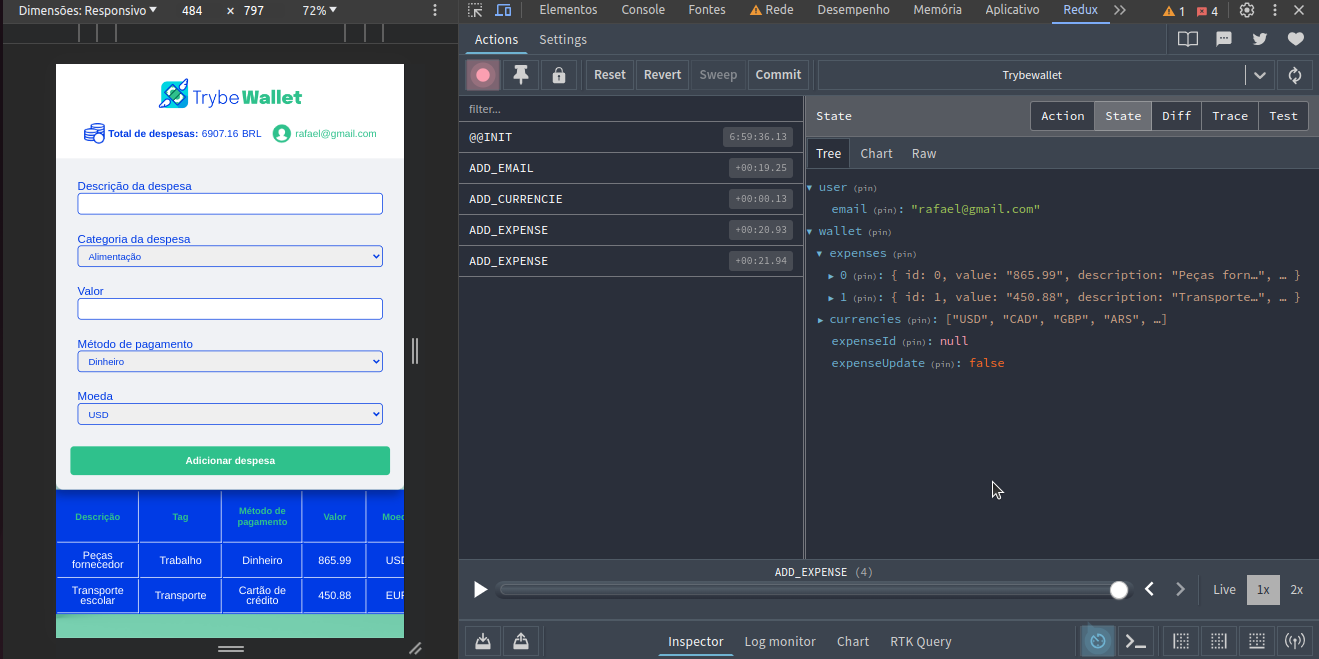 Dimensões: Responsivo 484 × 797 72%
Elementos Console Fontes Rede Desempenho Memória Aplicativo Redux 1 4
Actions Settings
Reset Revert Sweep Commit Trybewallet
filter...
@@INIT 6:59:36.13
ADD_EMAIL +00:19.25
ADD_CURRENCIE +00:00.13
ADD_EXPENSE +00:20.93
ADD_EXPENSE +00:21.94
State Action State Diff Trace Test
Tree Chart Raw
user (pin)
email (pin): "rafael@gmail.com"
wallet (pin)
expenses (pin)
0 (pin): { id: 0, value: "865.99", description: "Peças forn…", … }
1 (pin): { id: 1, value: "450.88", description: "Transporte…", … }
currencies (pin): ["USD", "CAD", "GBP", "ARS", …]
expenseId (pin): null
expenseUpdate (pin): false
TrybeWallet
Total de despesas: 6907.16 BRL rafael@gmail.com
Descrição da despesa
Categoria da despesa
Alimentação
Valor
Método de pagamento
Dinheiro
Moeda
USD
Adicionar despesa
Descrição Tag Método de pagamento Valor Moed
Peças fornecedor Trabalho Dinheiro 865.99 USD
Transporte escolar Transporte Cartão de crédito 450.88 EUR
ADD_EXPENSE (4)
Live 1x 2x
Inspector Log monitor Chart RTK Query